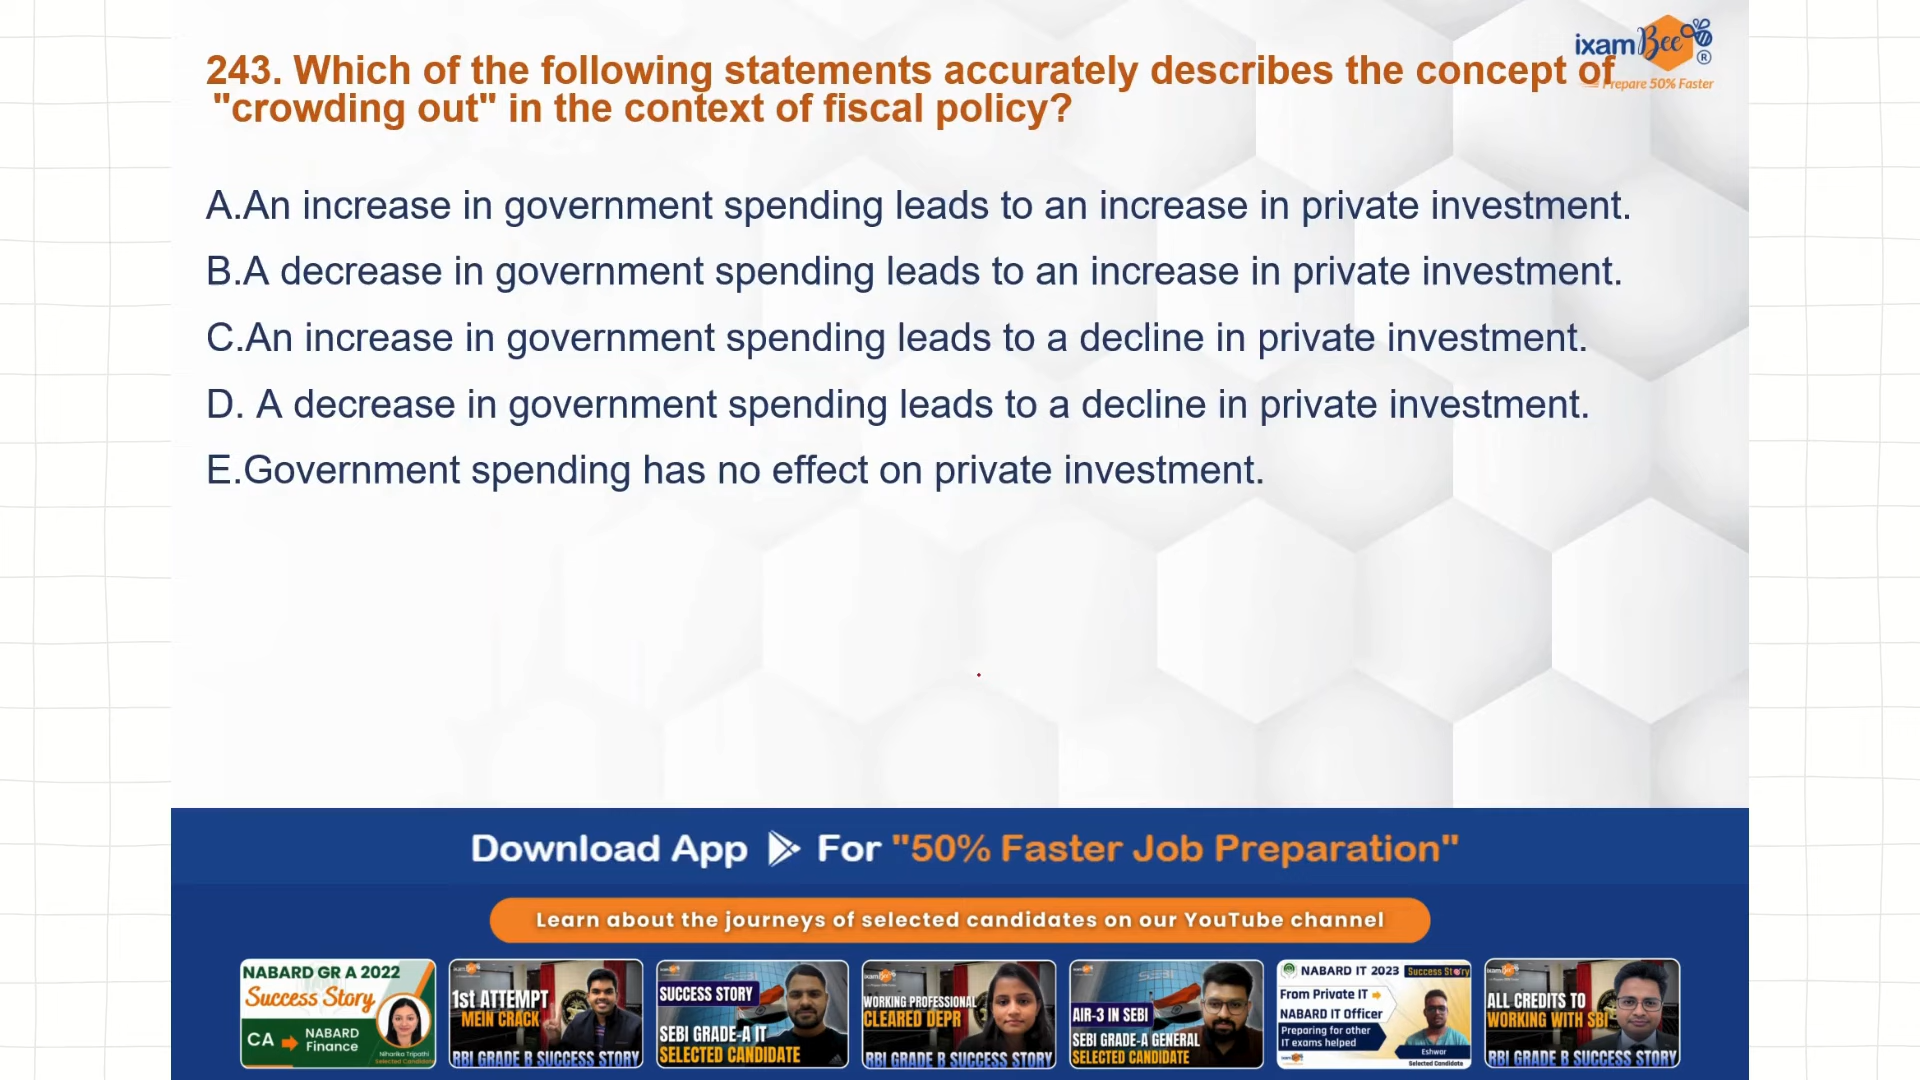 ixamBee
®
Prepare 50% Faster
243. Which of the following statements accurately describes the concept of
"crowding out" in the context of fiscal policy?
A.An increase in government spending leads to an increase in private investment.
B.A decrease in government spending leads to an increase in private investment.
C.An increase in government spending leads to a decline in private investment.
D. A decrease in government spending leads to a decline in private investment.
E.Government spending has no effect on private investment.
Download App For "50% Faster Job Preparation"
Learn about the journeys of selected candidates on our YouTube channel
NABARD GR A 2022
Success Story
CA
NABARD
Finance
Niharika Tripathi
Selected Candidate
1st ATTEMPT
MEIN CRACK
RBI GRADE B SUCCESS STORY
SUCCESS STORY
SEBI GRADE-A IT
SELECTED CANDIDATE
WORKING PROFESSIONAL
CLEARED DEPR
RBI GRADE B SUCCESS STORY
AIR-3 IN SEBI
SEBI GRADE-A GENERAL
SELECTED CANDIDATE
NABARD IT 2023
Success Story
From Private IT
NABARD IT Officer
Preparing for other
IT exams helped
Eshwar
Selected Candidate
ALL CREDITS TO
WORKING WITH SBI
RBI GRADE B SUCCESS STORY